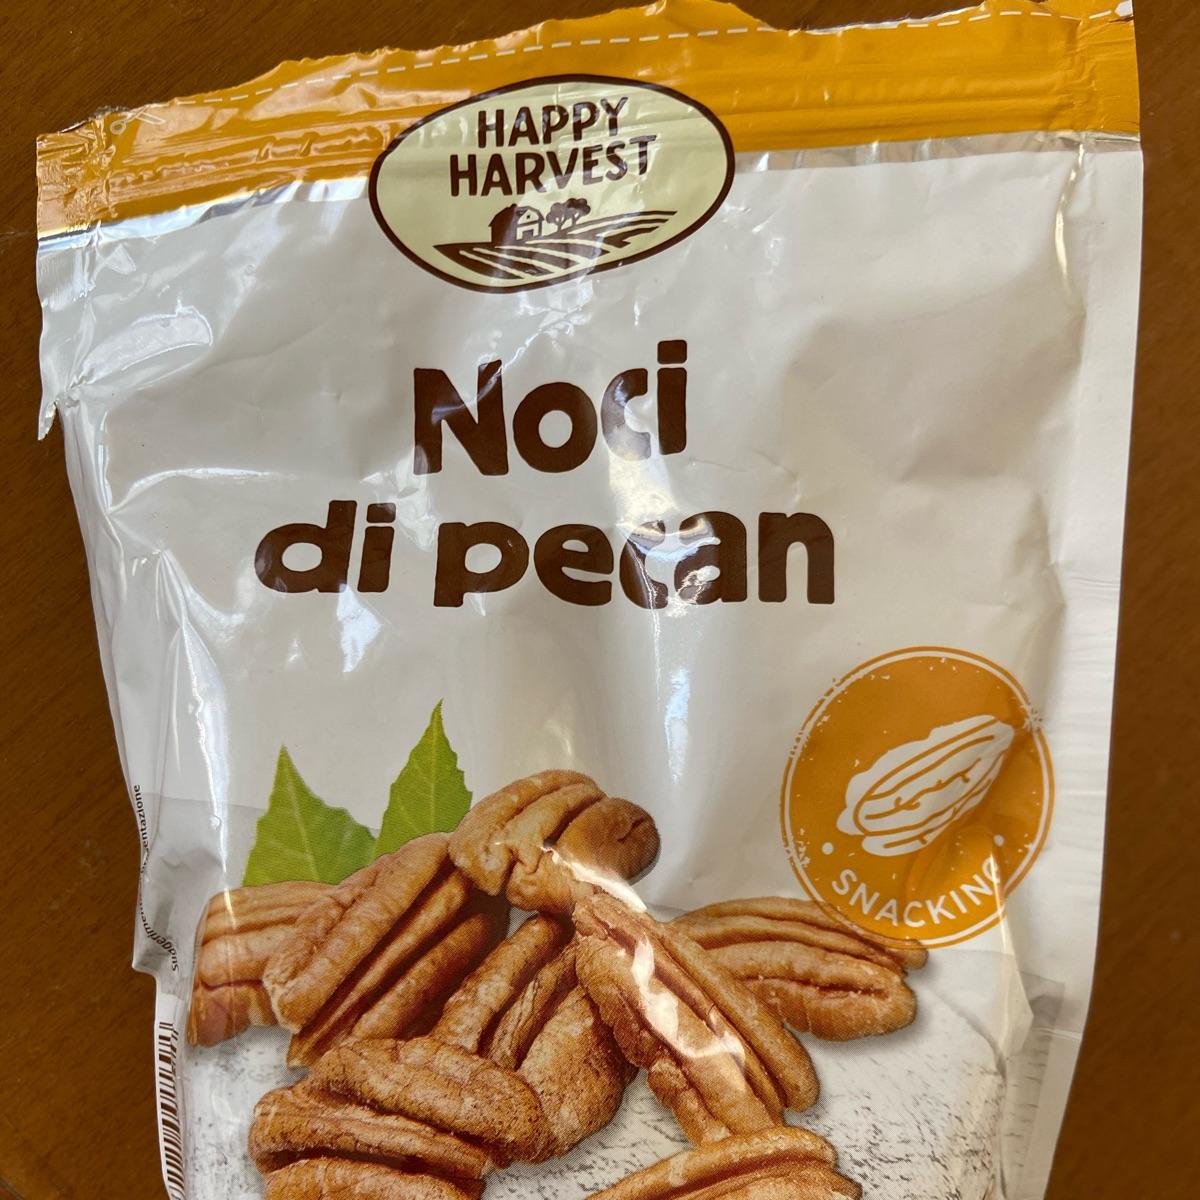 HAPPY
HARVEST
Noci
di pecan
SNACKING